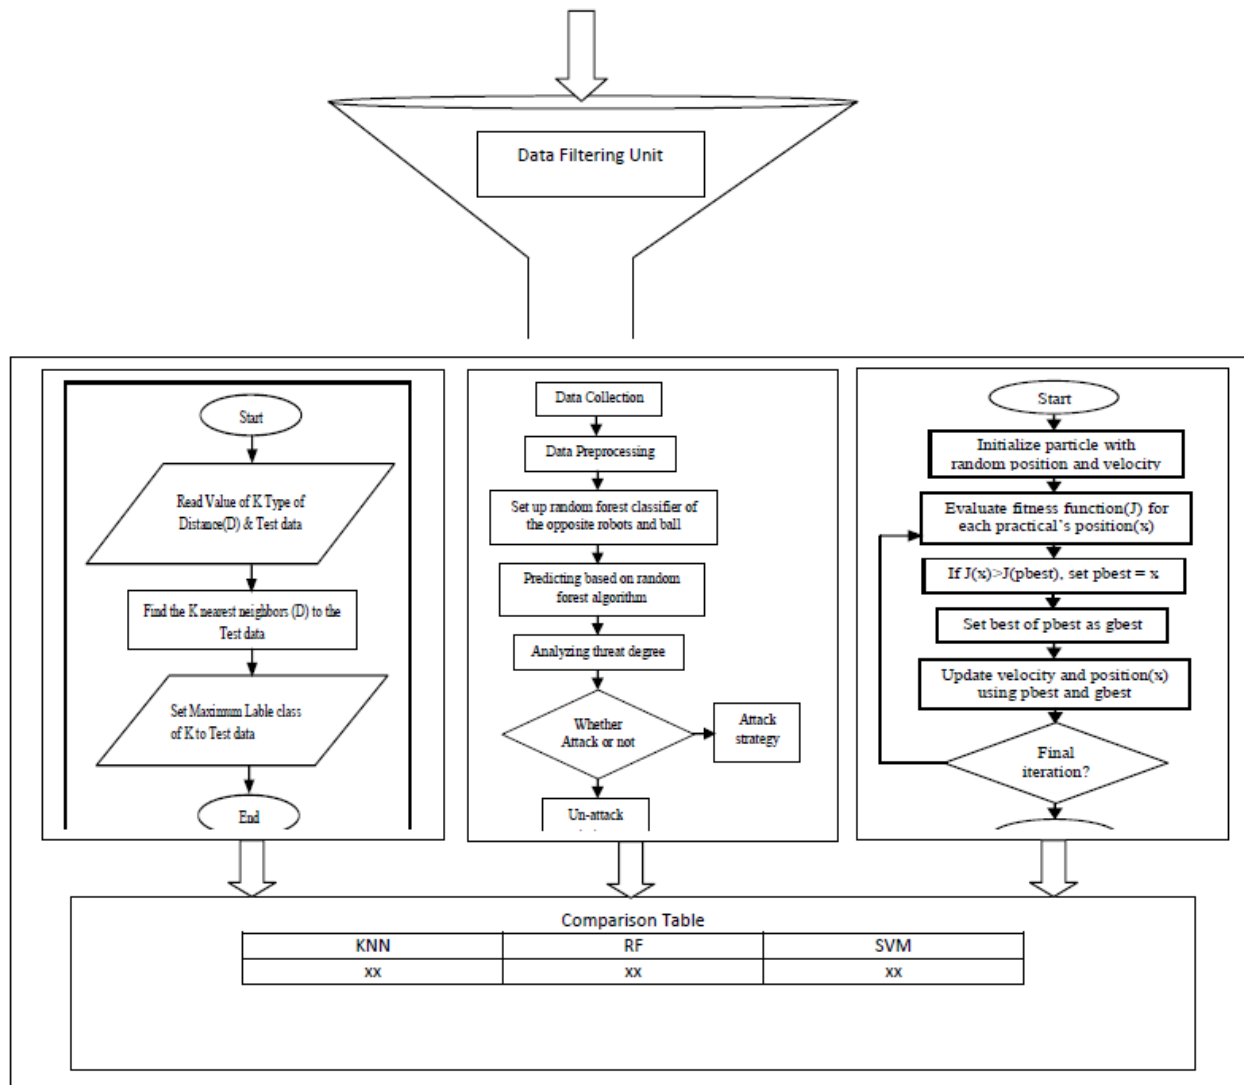 Data Filtering Unit
Start
Read Value of K Type of
Distance(D) & Test data
Find the K nearest neighbors (D) to the
Test data
Set Maximum Lable class
of K to Test data
End
Data Collection
Data Preprocessing
Set up random forest classifier of
the opposite robots and ball
Predicting based on random
forest algorithm
Analyzing threat degree
Whether
Attack or not
Attack
strategy
Un-attack
Start
Initialize particle with
random position and velocity
Evaluate fitness function(J) for
each practical's position(x)
If J(x)>J(pbest), set pbest = x
Set best of pbest as gbest
Update velocity and position(x)
using pbest and gbest
Final
iteration?
Comparison Table
KNN RF SVM
xx xx xx